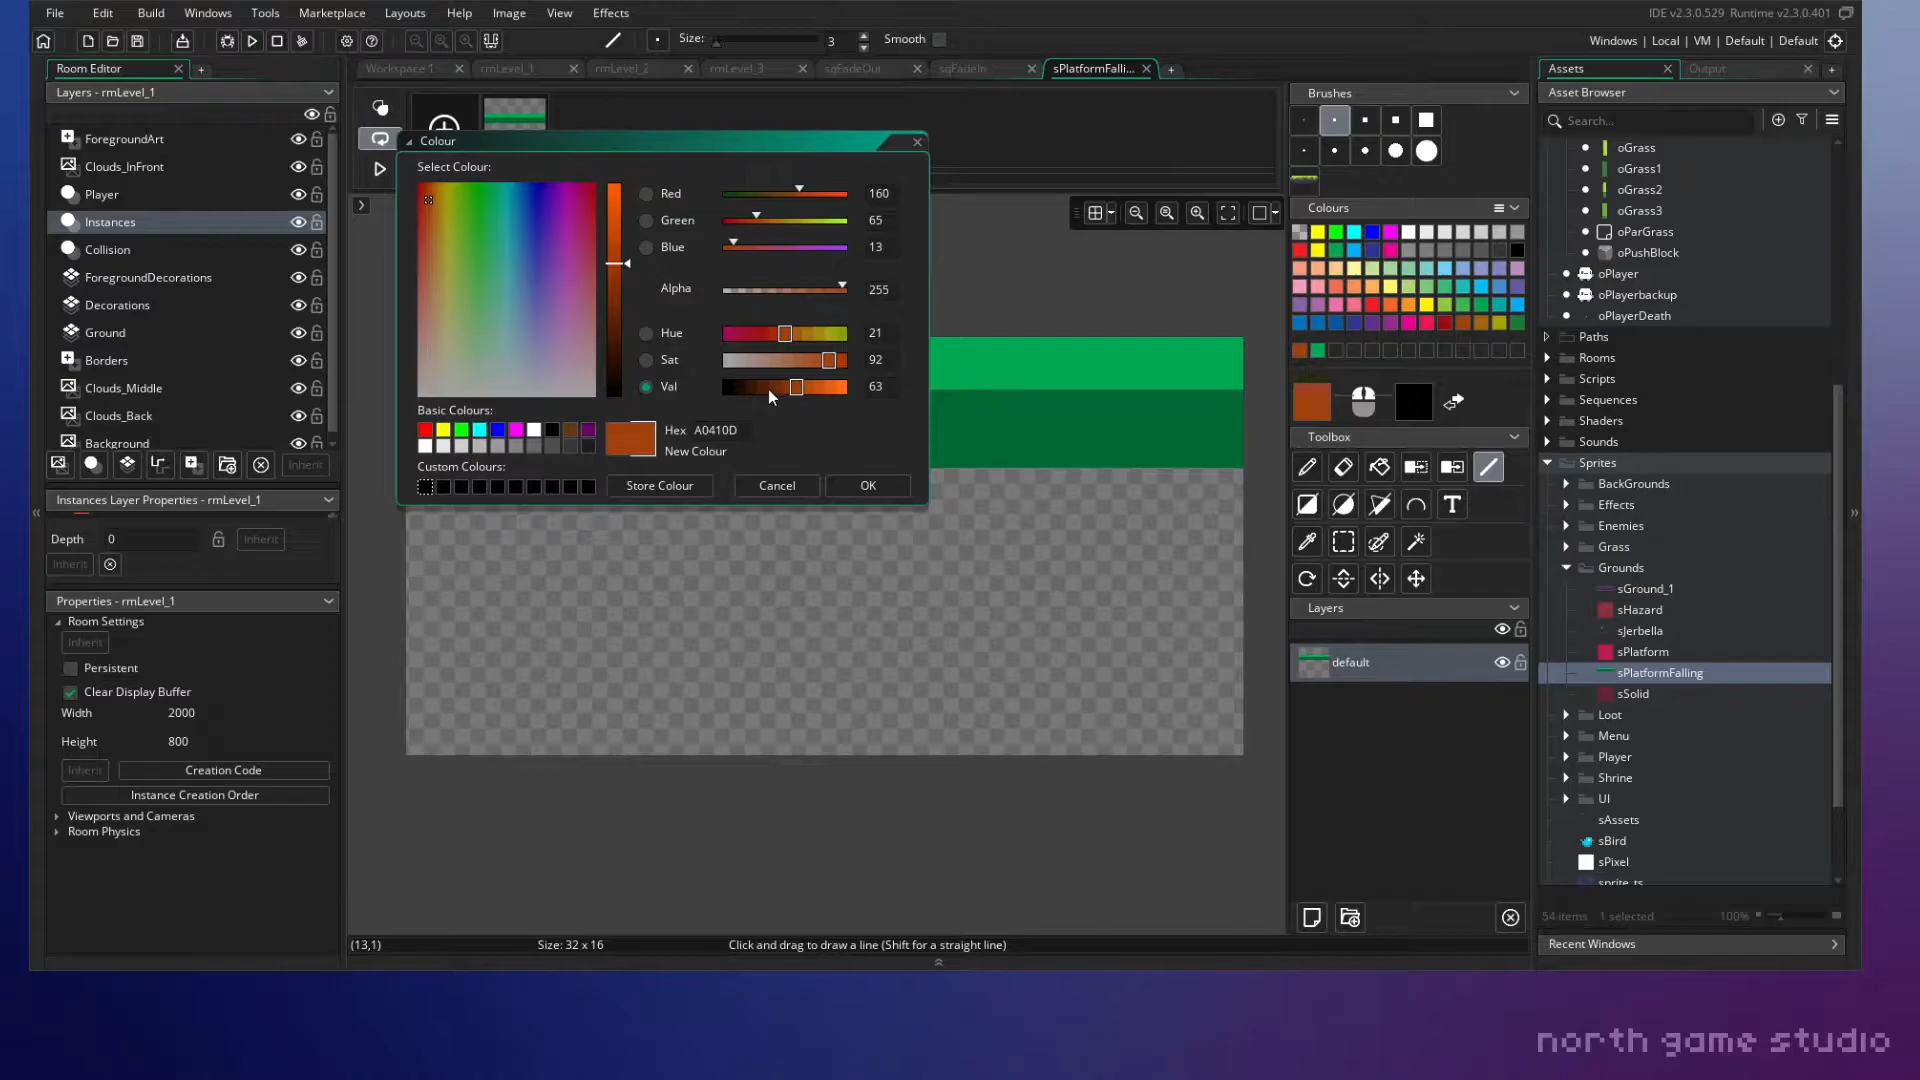 File Edit Build Windows Tools Marketplace Layouts Help Image View Effects
IDE v2.3.0.529 Runtime v2.3.0.401
Size: 3 Smooth
Windows | Local | VM | Default | Default
Room Editor
Workspace 1 rmLevel_1 rmLevel_2 rmLevel_3 sqFadeOut sqFadeIn sPlatformFalli...
Assets Output
Layers - rmLevel_1
ForegroundArt
Clouds_InFront
Player
Instances
Collision
ForegroundDecorations
Decorations
Ground
Borders
Clouds_Middle
Clouds_Back
Background
Inherit
Instances Layer Properties - rmLevel_1
Depth 0 Inherit
Inherit
Properties - rmLevel_1
Room Settings
Inherit
Persistent
Clear Display Buffer
Width 2000
Height 800
Inherit Creation Code
Instance Creation Order
Viewports and Cameras
Room Physics
Colour
Select Colour:
Red 160
Green 65
Blue 13
Alpha 255
Hue 21
Sat 92
Val 63
Basic Colours:
Hex A0410D
New Colour
Custom Colours:
Store Colour Cancel OK
(13,1) Size: 32 x 16 Click and drag to draw a line (Shift for a straight line)
Brushes
Colours
Toolbox
T
Layers
default
Asset Browser
Search...
oGrass
oGrass1
oGrass2
oGrass3
oParGrass
oPushBlock
oPlayer
oPlayerbackup
oPlayerDeath
Paths
Rooms
Scripts
Sequences
Shaders
Sounds
Sprites
BackGrounds
Effects
Enemies
Grass
Grounds
sGround_1
sHazard
sJerbella
sPlatform
sPlatformFalling
sSolid
Loot
Menu
Player
Shrine
UI
sAssets
sBird
sPixel
sprite_ts
54 items 1 selected 100%
Recent Windows
north game studio